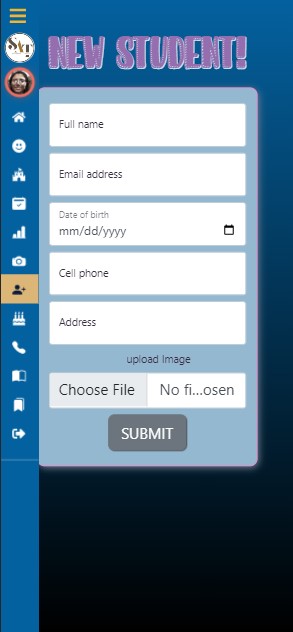 NEW STUDENT!
Full name
Email address
Date of birth
mm/dd/yyyy
Cell phone
Address
upload Image
Choose File No fi...osen
SUBMIT